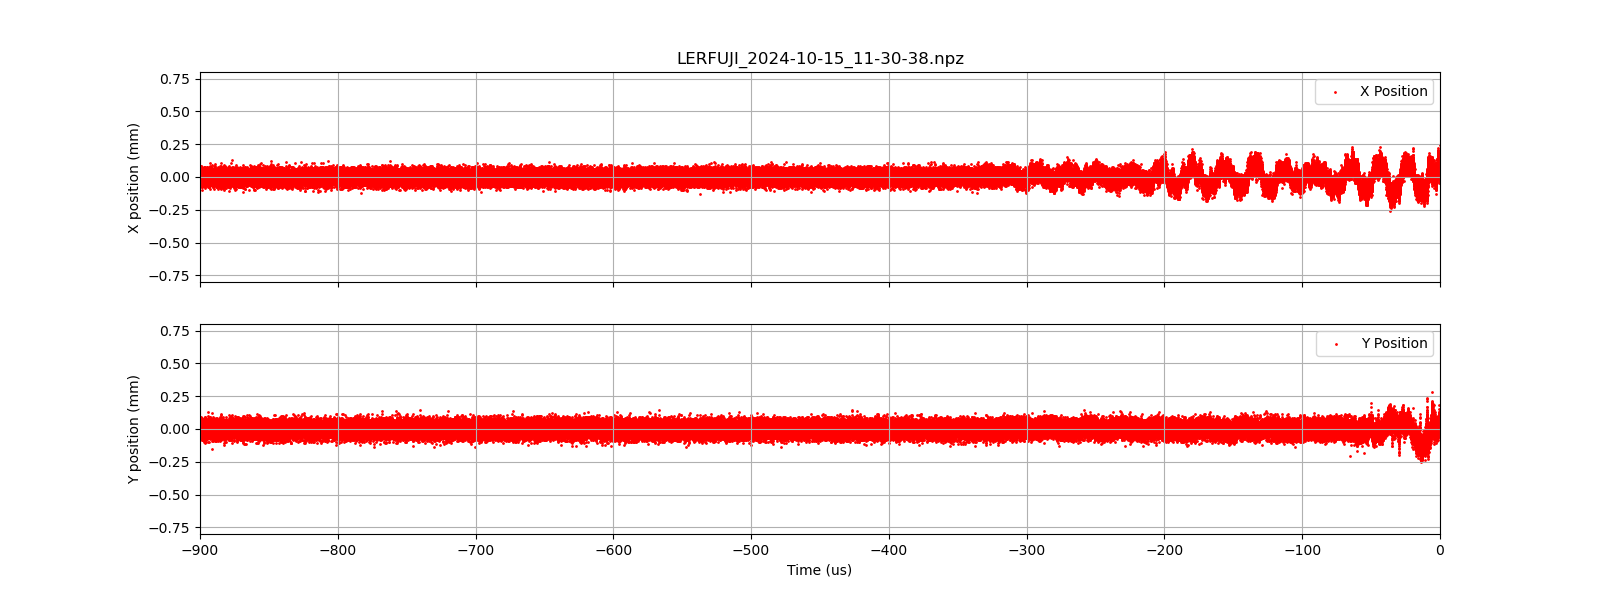 LERFUJI_2024-10-15_11-30-38.npz
X position (mm)
0.75
0.50
0.25
0.00
−0.25
−0.50
−0.75
X Position
Y position (mm)
0.75
0.50
0.25
0.00
−0.25
−0.50
−0.75
Y Position
−900 −800 −700 −600 −500 −400 −300 −200 −100 0
Time (us)